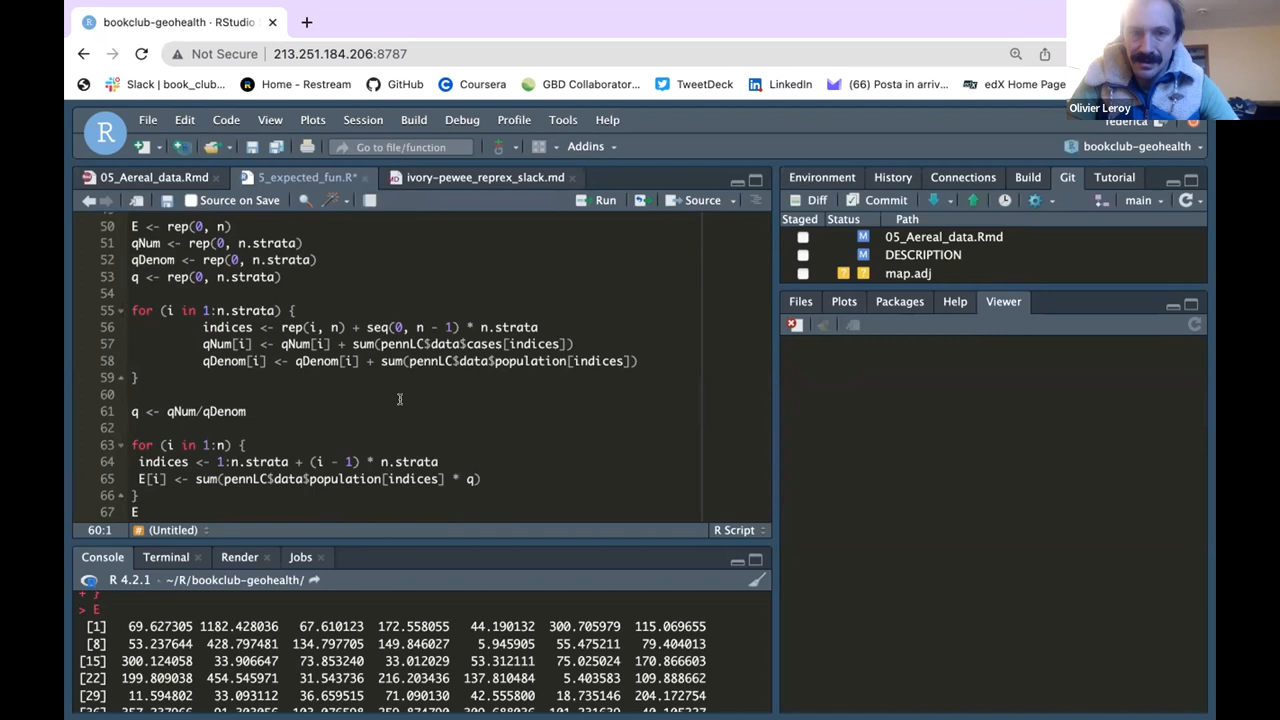 bookclub-geohealth · RStudio S
Not Secure 213.251.184.206:8787
Slack | book_club... Home - Restream GitHub Coursera GBD Collaborator... TweetDeck LinkedIn (66) Posta in arriv... edX Home Page
Olivier Leroy
File Edit Code View Plots Session Build Debug Profile Tools Help
federica
Go to file/function Addins bookclub-geohealth
05_Aereal_data.Rmd 5_expected_fun.R* ivory-pewee_reprex_slack.md
Source on Save Run Source
50 E <- rep(0, n)
51 qNum <- rep(0, n.strata)
52 qDenom <- rep(0, n.strata)
53 q <- rep(0, n.strata)
54
55 for (i in 1:n.strata) {
56 indices <- rep(i, n) + seq(0, n - 1) * n.strata
57 qNum[i] <- qNum[i] + sum(pennLC$data$cases[indices])
58 qDenom[i] <- qDenom[i] + sum(pennLC$data$population[indices])
59 }
60
61 q <- qNum/qDenom
62
63 for (i in 1:n) {
64 indices <- 1:n.strata + (i - 1) * n.strata
65 E[i] <- sum(pennLC$data$population[indices] * q)
66 }
67 E
60:1 # (Untitled) R Script
Console Terminal Render Jobs
R 4.2.1 · ~/R/bookclub-geohealth/
+ }
> E
[1] 69.627305 1182.428036 67.610123 172.558055 44.190132 300.705979 115.069655
[8] 53.237644 428.797481 134.797705 149.846027 5.945905 55.475211 79.404013
[15] 300.124058 33.906647 73.853240 33.012029 53.312111 75.025024 170.866603
[22] 199.809038 454.545971 31.543736 216.203436 137.810484 5.403583 109.888662
[29] 11.594802 33.093112 36.659515 71.090130 42.555800 18.735146 204.172754
Environment History Connections Build Git Tutorial
Diff Commit main
Staged Status Path
M 05_Aereal_data.Rmd
M DESCRIPTION
? ? map.adj
Files Plots Packages Help Viewer